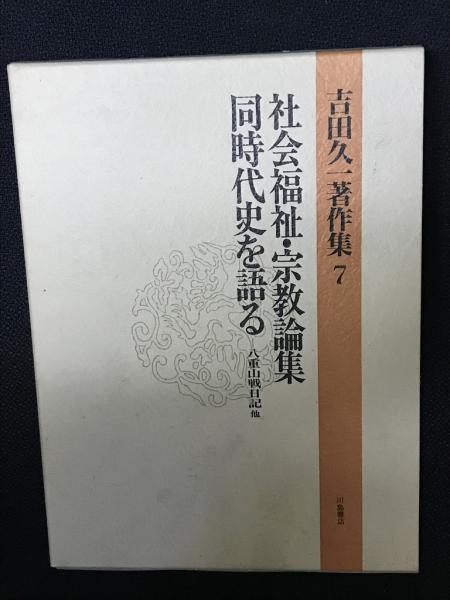 吉田久一著作集 7
社会福祉・宗教論集
同時代史を語る
―八重山戦日記 他
川島書店